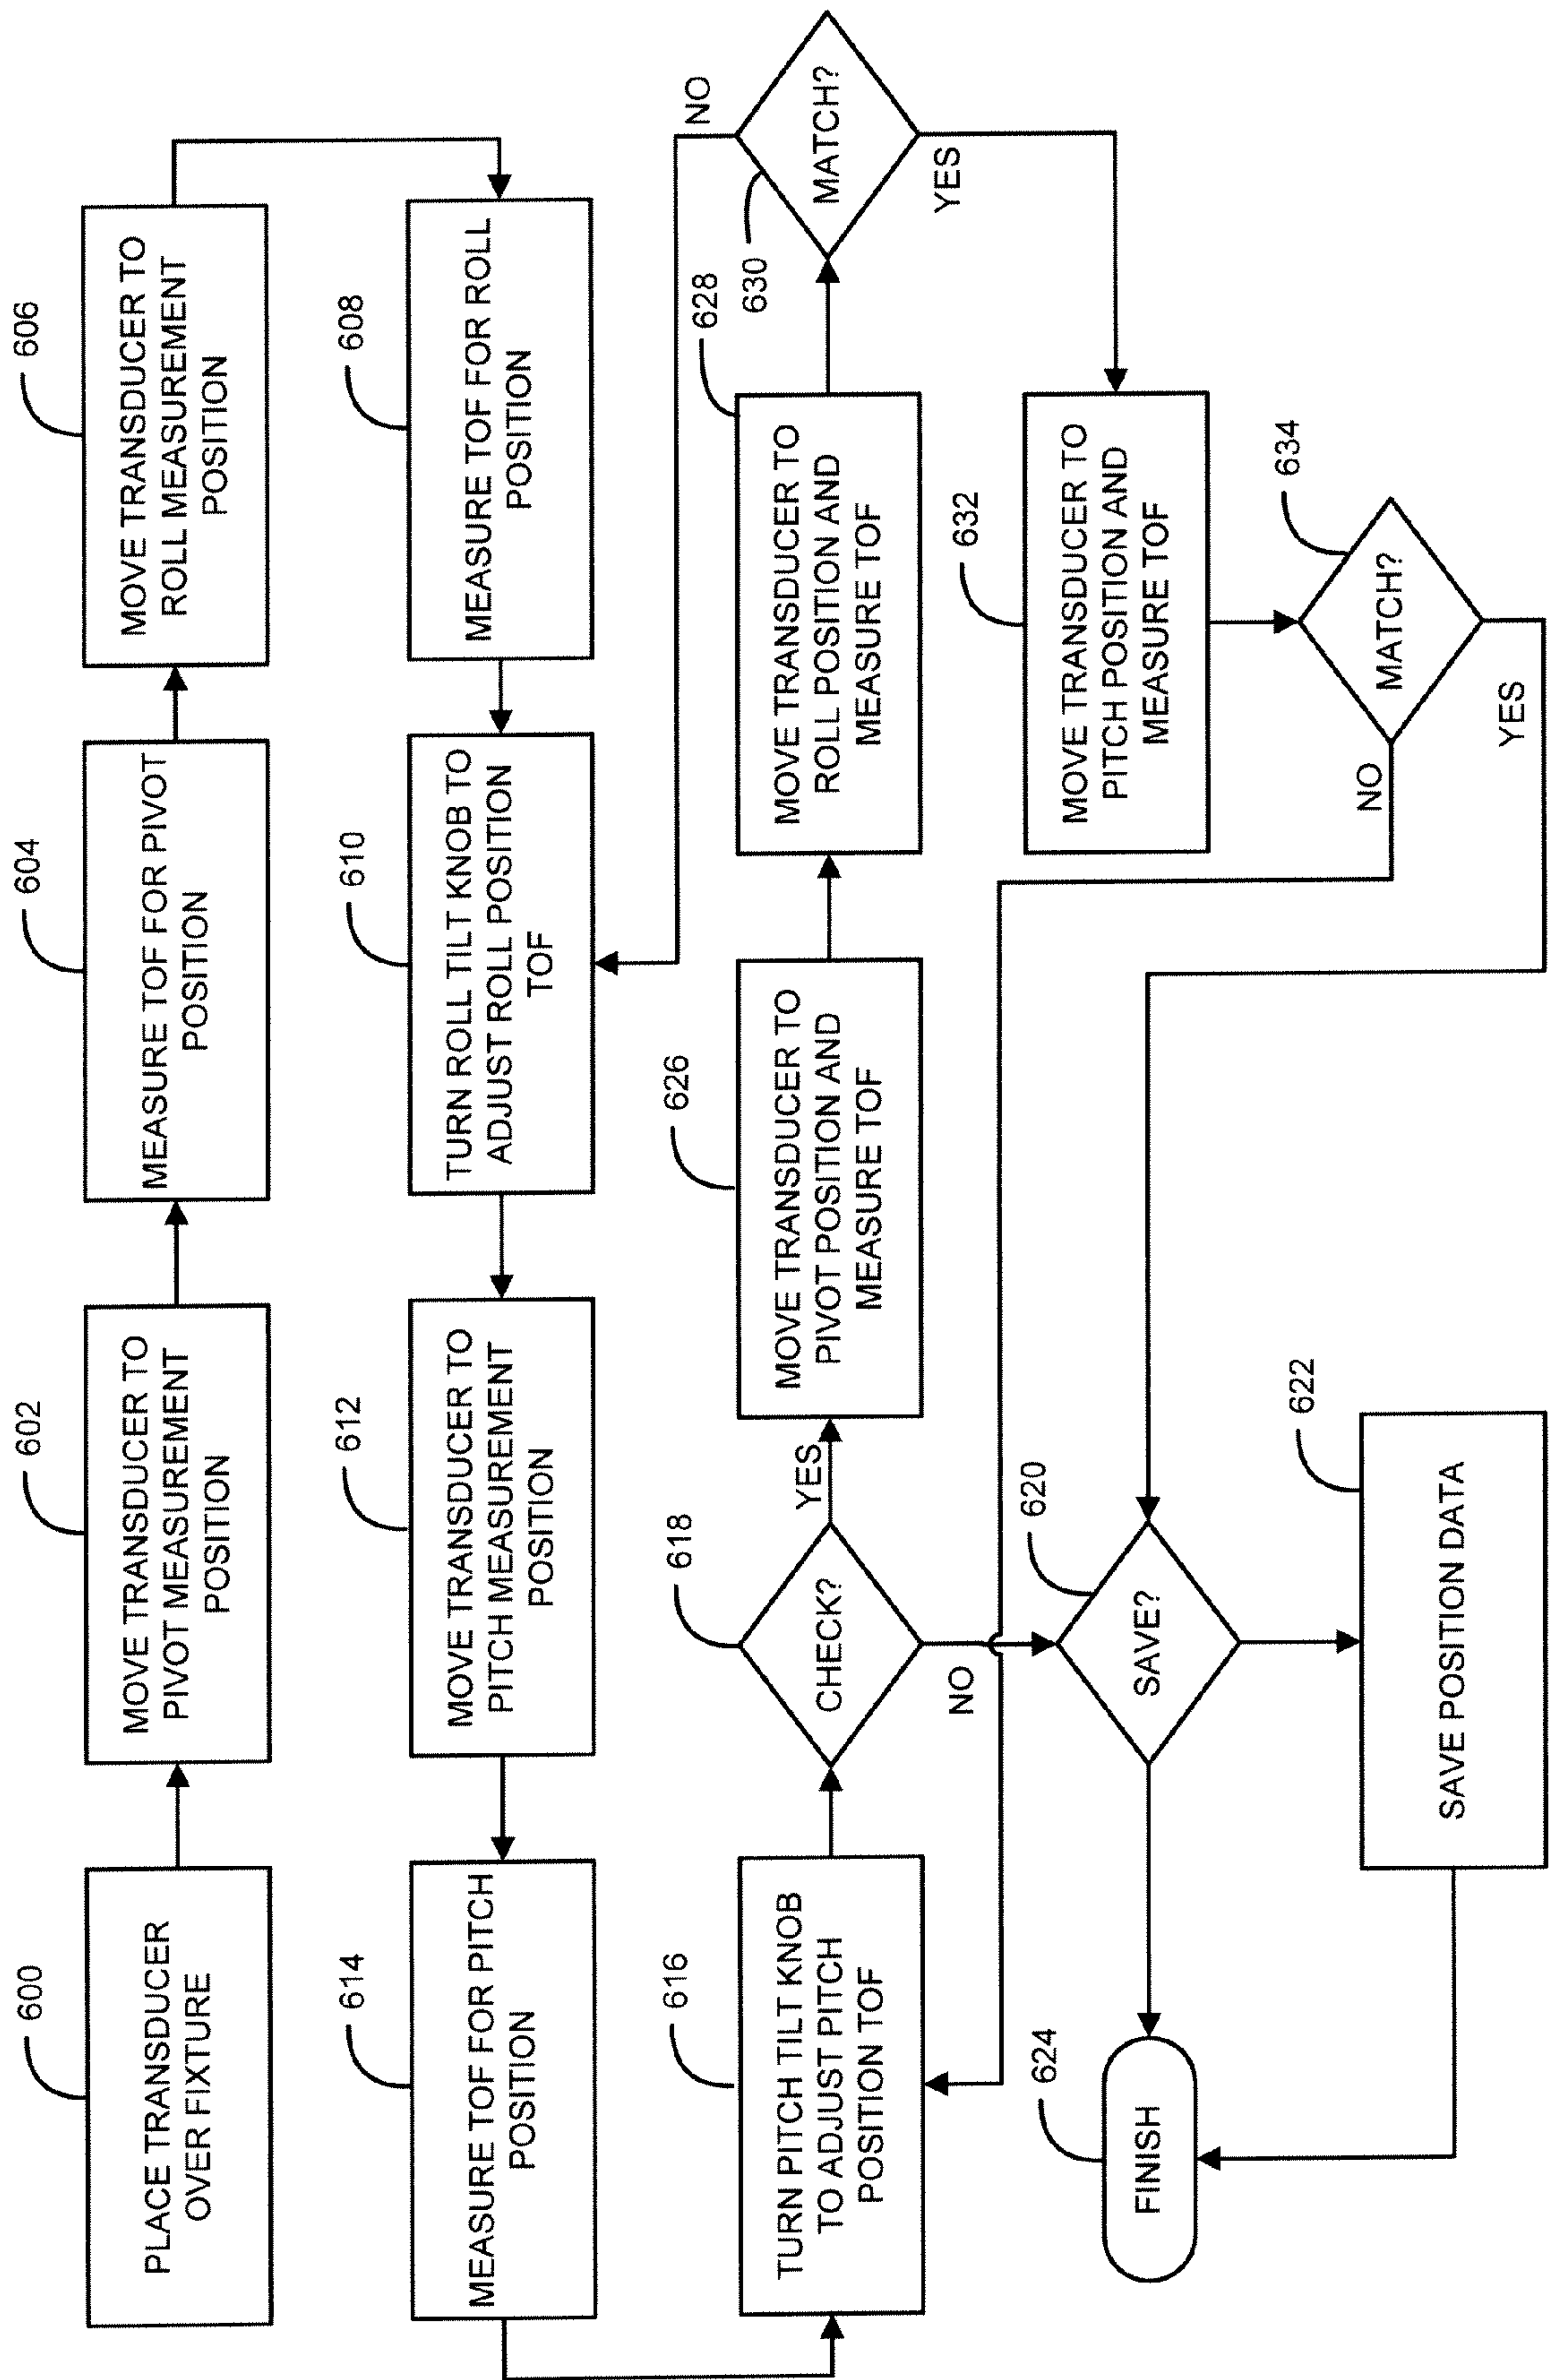 600
PLACE TRANSDUCER
OVER FIXTURE
602
MOVE TRANSDUCER TO
PIVOT MEASUREMENT
POSITION
604
MEASURE TOF FOR PIVOT
POSITION
606
MOVE TRANSDUCER TO
ROLL MEASUREMENT
POSITION
608
MEASURE TOF FOR ROLL
POSITION
610
TURN ROLL TILT KNOB TO
ADJUST ROLL POSITION
TOF
612
MOVE TRANSDUCER TO
PITCH MEASUREMENT
POSITION
614
MEASURE TOF FOR PITCH
POSITION
616
TURN PITCH TILT KNOB
TO ADJUST PITCH
POSITION TOF
618
CHECK?
YES
NO
626
MOVE TRANSDUCER TO
PIVOT POSITION AND
MEASURE TOF
628
MOVE TRANSDUCER TO
ROLL POSITION AND
MEASURE TOF
630
MATCH?
NO
YES
632
MOVE TRANSDUCER TO
PITCH POSITION AND
MEASURE TOF
634
MATCH?
NO
YES
620
SAVE?
622
SAVE POSITION DATA
624
FINISH